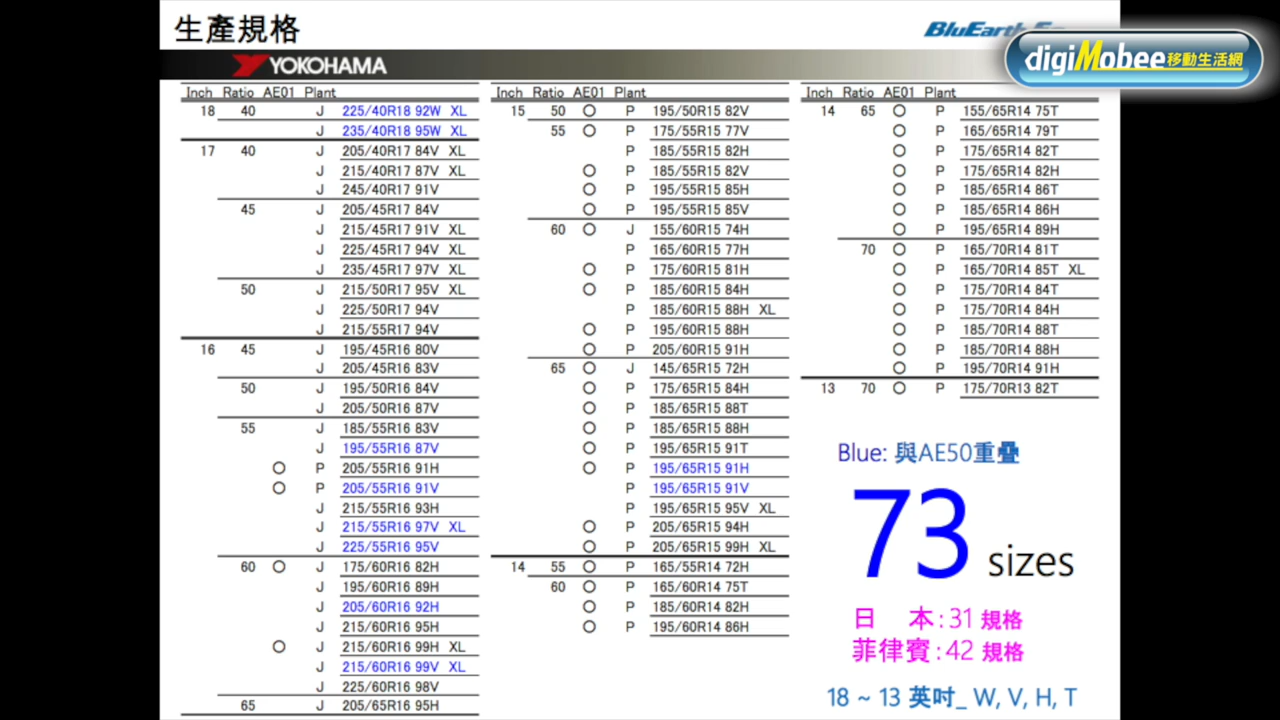 生產規格
BluEarth
digiMobee移動生活網
YOKOHAMA
Inch Ratio AE01 Plant
18 40 J 225/40R18 92W XL
J 235/40R18 95W XL
17 40 J 205/40R17 84V XL
J 215/40R17 87V XL
J 245/40R17 91V
45 J 205/45R17 84V
J 215/45R17 91V XL
J 225/45R17 94V XL
J 235/45R17 97V XL
50 J 215/50R17 95V XL
J 225/50R17 94V
J 215/55R17 94V
16 45 J 195/45R16 80V
J 205/45R16 83V
50 J 195/50R16 84V
J 205/50R16 87V
55 J 185/55R16 83V
J 195/55R16 87V
○ P 205/55R16 91H
○ P 205/55R16 91V
J 215/55R16 93H
J 215/55R16 97V XL
J 225/55R16 95V
60 ○ J 175/60R16 82H
J 195/60R16 89H
J 205/60R16 92H
J 215/60R16 95H
○ J 215/60R16 99H XL
J 215/60R16 99V XL
J 225/60R16 98V
65 J 205/65R16 95H
Inch Ratio AE01 Plant
15 50 ○ P 195/50R15 82V
55 ○ P 175/55R15 77V
P 185/55R15 82H
○ P 185/55R15 82V
○ P 195/55R15 85H
○ P 195/55R15 85V
60 ○ J 155/60R15 74H
P 165/60R15 77H
○ P 175/60R15 81H
○ P 185/60R15 84H
P 185/60R15 88H XL
○ P 195/60R15 88H
○ P 205/60R15 91H
65 ○ J 145/65R15 72H
○ P 175/65R15 84H
○ P 185/65R15 88T
○ P 185/65R15 88H
○ P 195/65R15 91T
○ P 195/65R15 91H
P 195/65R15 91V
P 195/65R15 95V XL
○ P 205/65R15 94H
○ P 205/65R15 99H XL
14 55 ○ P 165/55R14 72H
60 ○ P 165/60R14 75T
○ P 185/60R14 82H
○ P 195/60R14 86H
Inch Ratio AE01 Plant
14 65 ○ P 155/65R14 75T
○ P 165/65R14 79T
○ P 175/65R14 82T
○ P 175/65R14 82H
○ P 185/65R14 86T
○ P 185/65R14 86H
○ P 195/65R14 89H
70 ○ P 165/70R14 81T
○ P 165/70R14 85T XL
○ P 175/70R14 84T
○ P 175/70R14 84H
○ P 185/70R14 88T
○ P 185/70R14 88H
○ P 195/70R14 91H
13 70 ○ P 175/70R13 82T
Blue: 與AE50重疊
73 sizes
日 本:31 規格
菲律賓:42 規格
18 ~ 13 英吋_ W, V, H, T